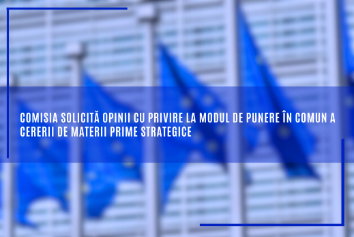 COMISIA SOLICITĂ OPINII CU PRIVIRE LA MODUL DE PUNERE ÎN COMUN A
CERERII DE MATERII PRIME STRATEGICE